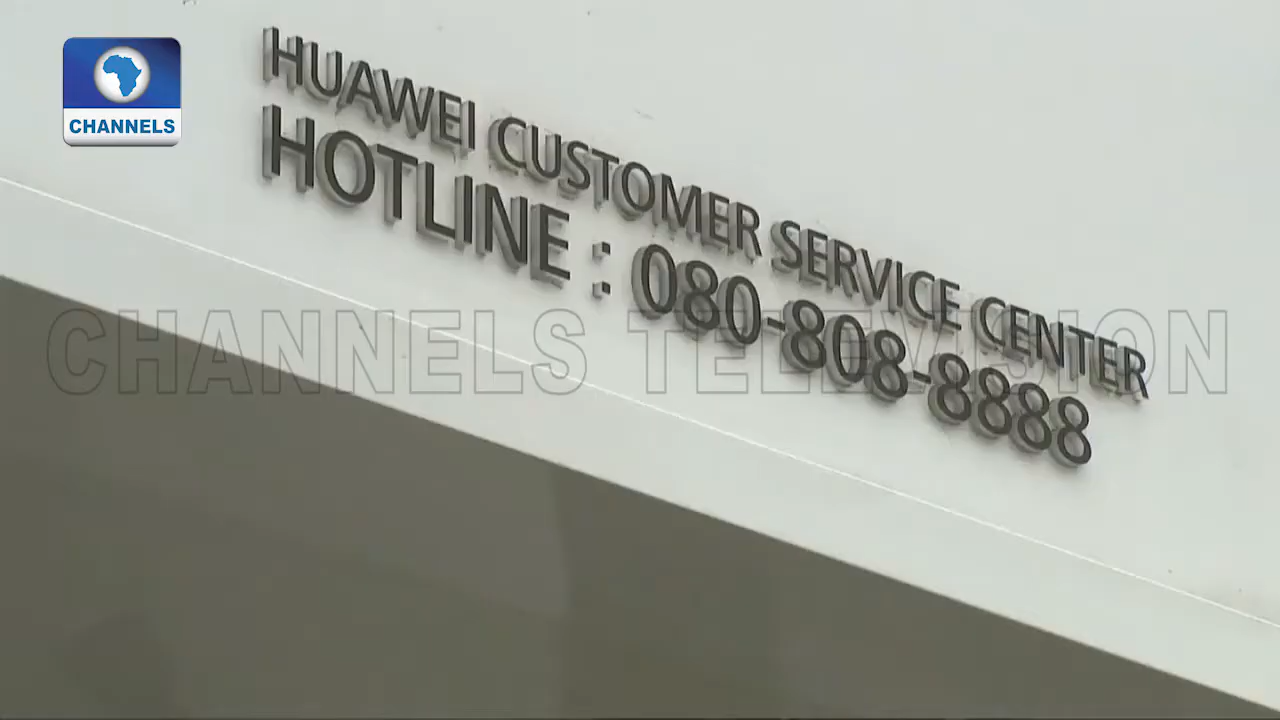 CHANNELS
HUAWEI CUSTOMER SERVICE CENTER
HOTLINE : 080-808-8888
CHANNELS TELEVISION